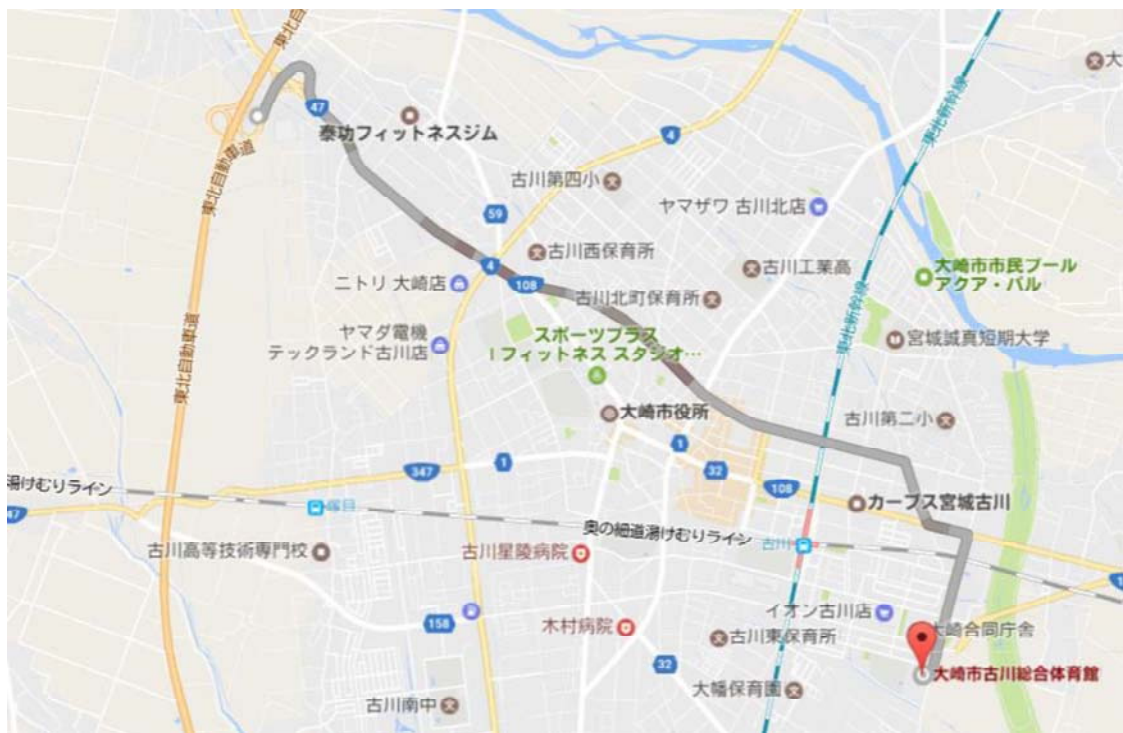 東北自
大
47
泰功フィットネスジム
4
東北新幹線
東北自動車道
古川第四小
59
ヤマザワ 古川北店
古川西保育所
4
108
ニトリ 大崎店
古川工業高
大崎市市民プール
アクア・パル
古川北町保育所
スポーツプラス
I フィットネス スタジオ…
ヤマダ電機
テックランド古川店
東北新幹線
宮城誠真短期大学
東北自動車道
大崎市役所
古川第二小
1
347
1
32
108
湯けむりライン
47
塚目
カーブス宮城古川
奥の細道湯けむりライン
古川
古川高等技術専門校
古川星陵病院
1
イオン古川店
158
木村病院
古川東保育所
大崎合同庁舎
32
大崎市古川総合体育館
大幡保育園
古川南中